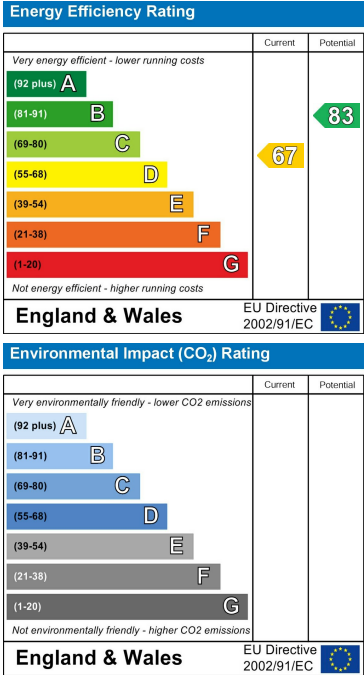 Energy Efficiency Rating
Current Potential
Very energy efficient - lower running costs
(92 plus) A
(81-91) B 83
(69-80) C
67
(55-68) D
(39-54) E
(21-38) F
(1-20) G
Not energy efficient - higher running costs
England & Wales EU Directive
2002/91/EC
Environmental Impact (CO₂) Rating
Current Potential
Very environmentally friendly - lower CO2 emissions
(92 plus) A
(81-91) B
(69-80) C
(55-68) D
(39-54) E
(21-38) F
(1-20) G
Not environmentally friendly - higher CO2 emissions
England & Wales EU Directive
2002/91/EC